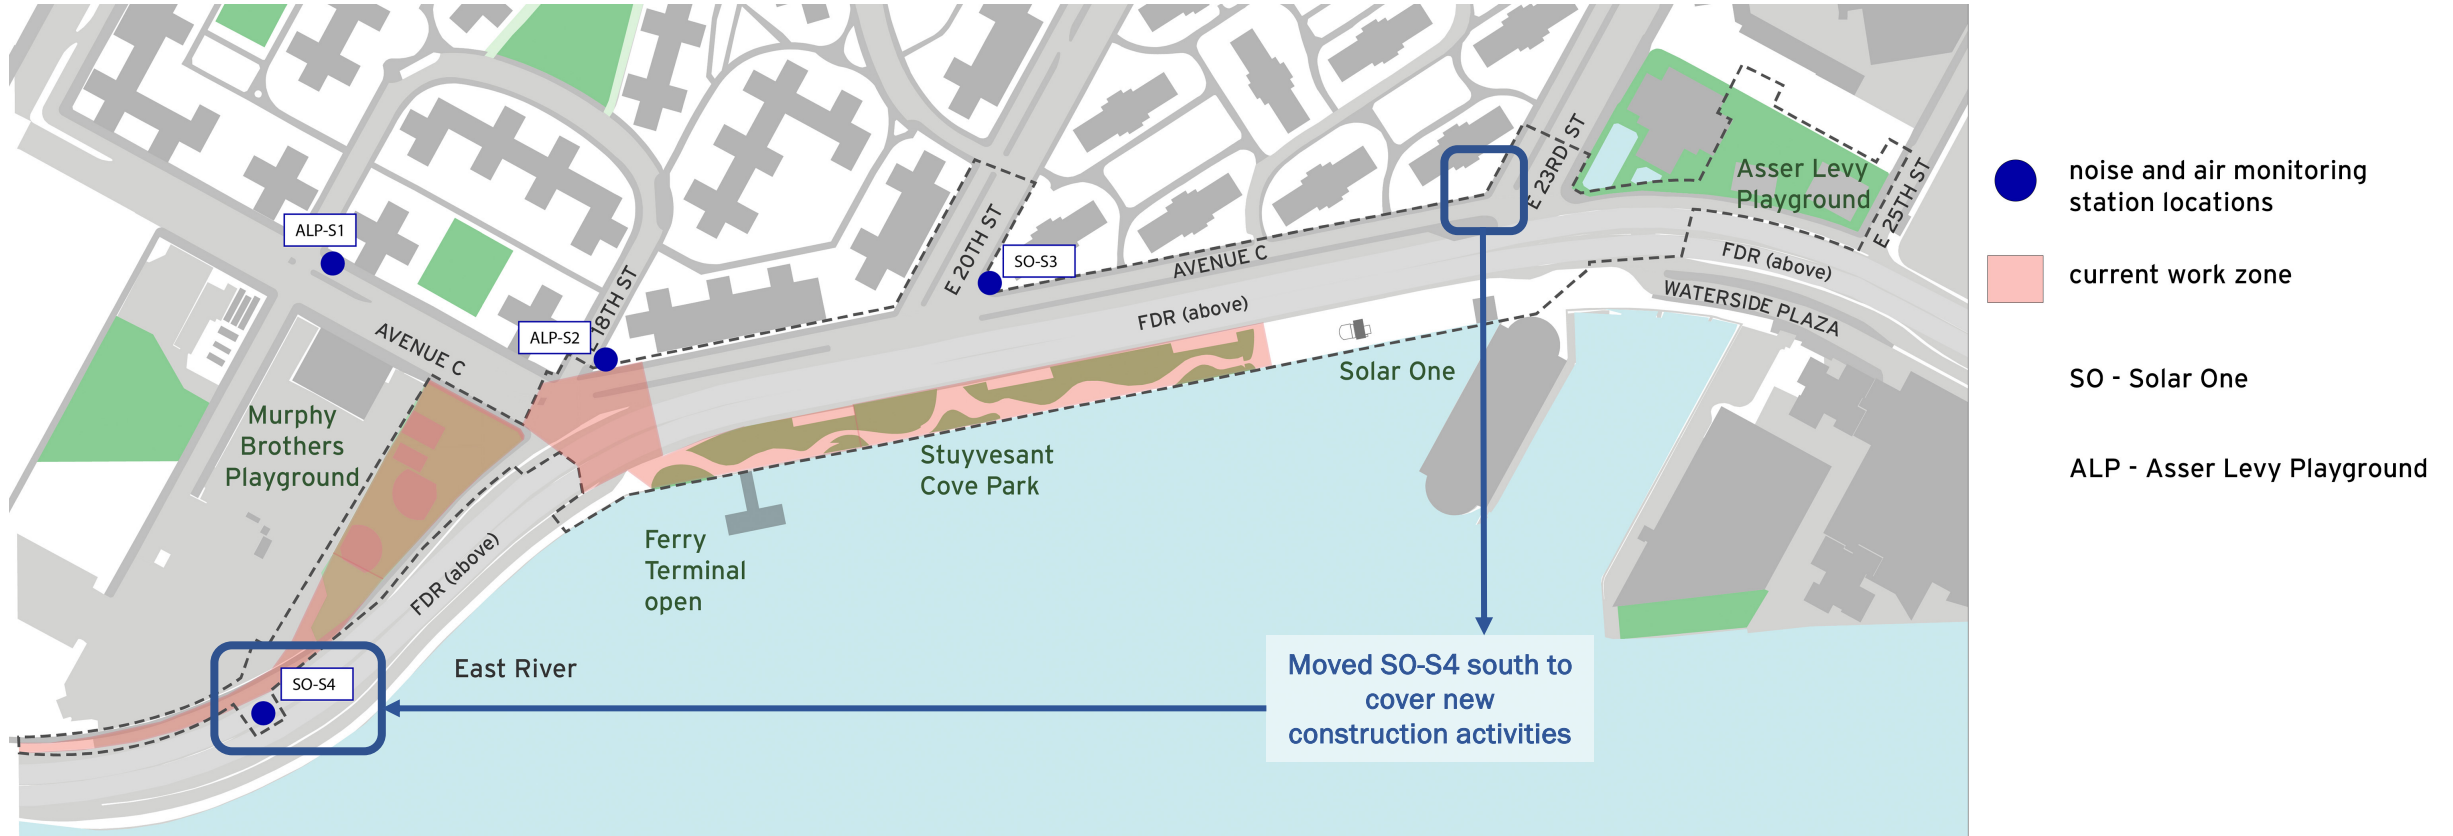 ALP-S1
ALP-S2
SO-S3
SO-S4
AVENUE C
E 18TH ST
E 20TH ST
AVENUE C
E 23RD ST
E 25TH ST
FDR (above)
FDR (above)
FDR (above)
WATERSIDE PLAZA
Asser Levy
Playground
Murphy
Brothers
Playground
Stuyvesant
Cove Park
Solar One
Ferry
Terminal
open
East River
Moved SO-S4 south to
cover new
construction activities
noise and air monitoring
station locations
current work zone
SO - Solar One
ALP - Asser Levy Playground